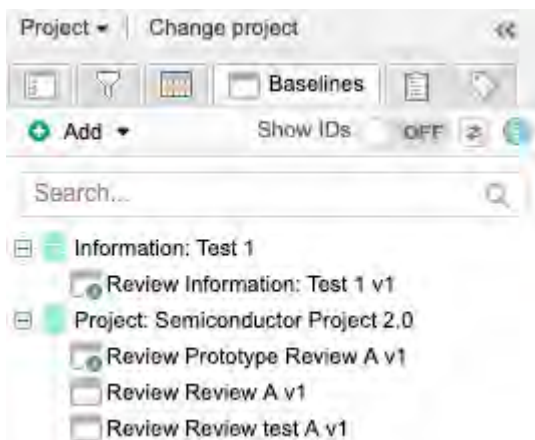 Project Change project
Baselines
Add Show IDs OFF
Search...
Information: Test 1
Review Information: Test 1 v1
Project: Semiconductor Project 2.0
Review Prototype Review A v1
Review Review A v1
Review Review test A v1